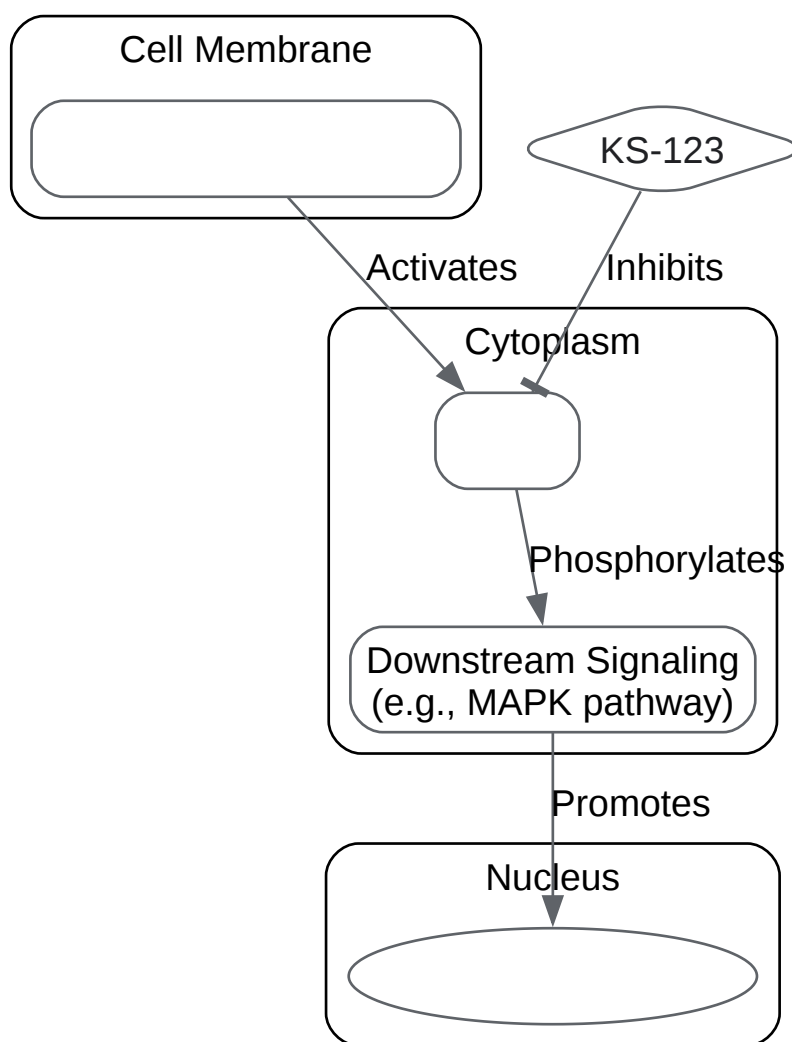 Cell Membrane
KS-123
Activates
Inhibits
Cytoplasm
Phosphorylates
Downstream Signaling
(e.g., MAPK pathway)
Promotes
Nucleus